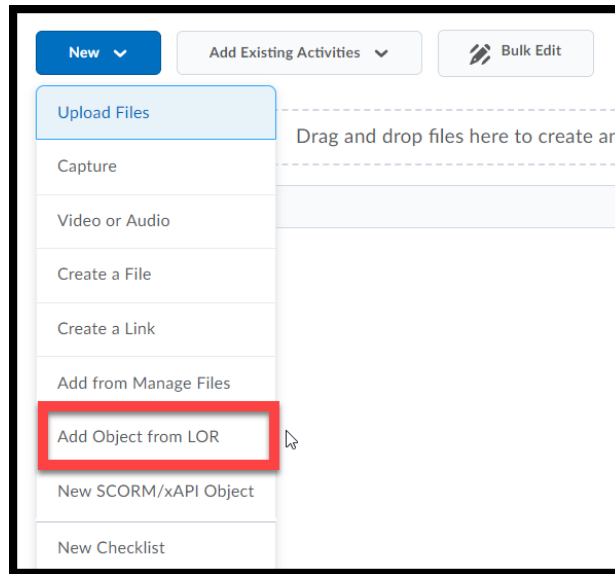 New
Add Existing Activities
Bulk Edit
Upload Files
Drag and drop files here to create
Capture
Video or Audio
Create a File
Create a Link
Add from Manage Files
Add Object from LOR
New SCORM/xAPI Object
New Checklist